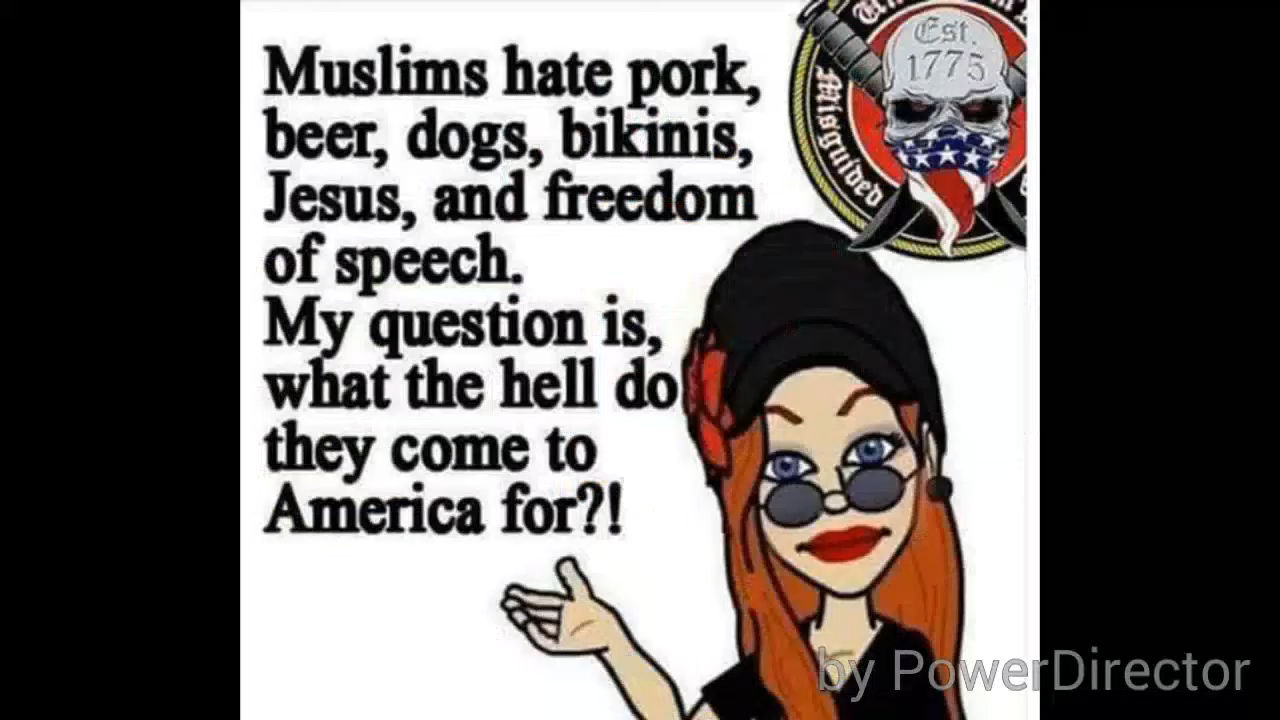 Muslims hate pork,
beer, dogs, bikinis,
Jesus, and freedom
of speech.
My question is,
what the hell do
they come to
America for?!
Est.
1775
Misguided
by PowerDirector